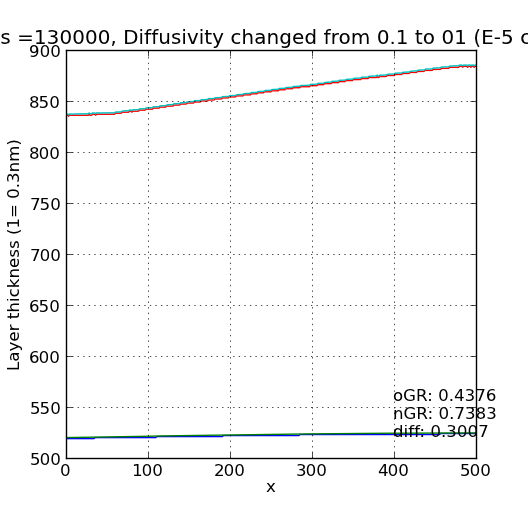 s =130000, Diffusivity changed from 0.1 to 01 (E-5 c
900
850
800
750
700
650
600
550
500
Layer thickness (1= 0.3nm)
oGR: 0.4376
nGR: 0.7383
diff: 0.3007
0 100 200 300 400 500
x